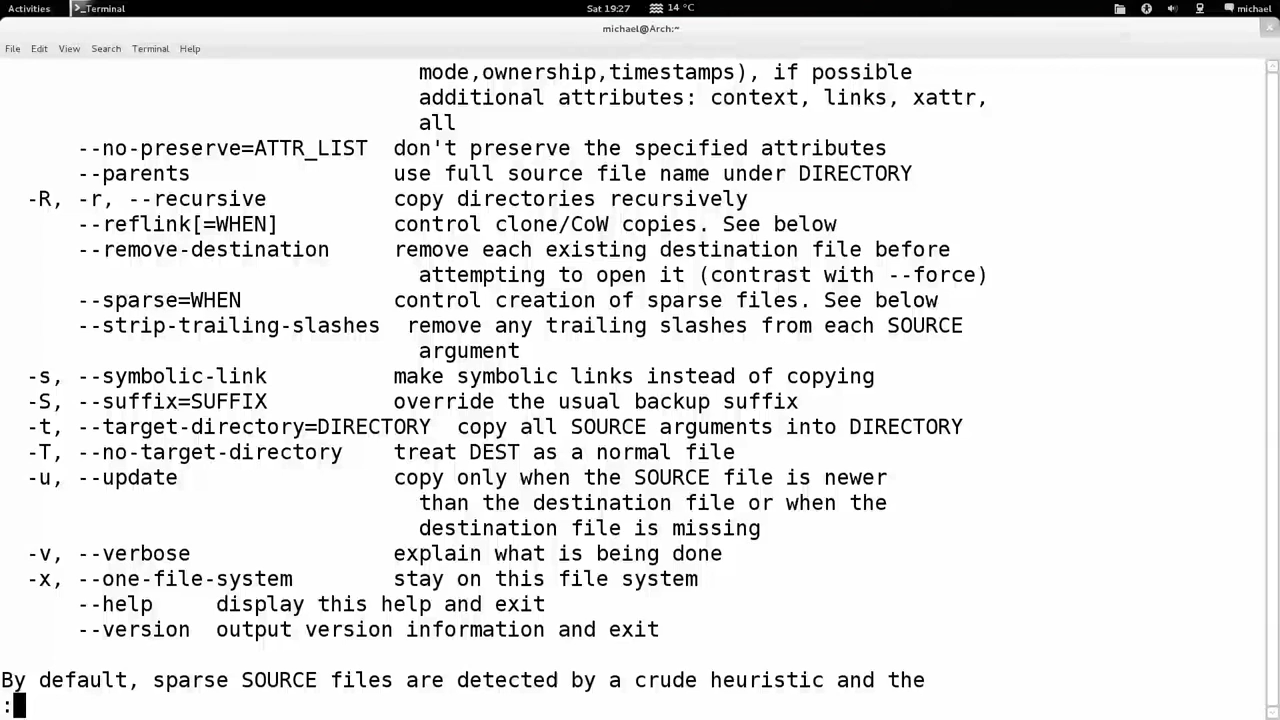 Activities >_Terminal Sat 19:27 14 °C michael
michael@Arch:~
File Edit View Search Terminal Help
mode,ownership,timestamps), if possible
additional attributes: context, links, xattr,
all
--no-preserve=ATTR_LIST don't preserve the specified attributes
--parents use full source file name under DIRECTORY
-R, -r, --recursive copy directories recursively
--reflink[=WHEN] control clone/CoW copies. See below
--remove-destination remove each existing destination file before
attempting to open it (contrast with --force)
--sparse=WHEN control creation of sparse files. See below
--strip-trailing-slashes remove any trailing slashes from each SOURCE
argument
-s, --symbolic-link make symbolic links instead of copying
-S, --suffix=SUFFIX override the usual backup suffix
-t, --target-directory=DIRECTORY copy all SOURCE arguments into DIRECTORY
-T, --no-target-directory treat DEST as a normal file
-u, --update copy only when the SOURCE file is newer
than the destination file or when the
destination file is missing
-v, --verbose explain what is being done
-x, --one-file-system stay on this file system
--help display this help and exit
--version output version information and exit
By default, sparse SOURCE files are detected by a crude heuristic and the
: